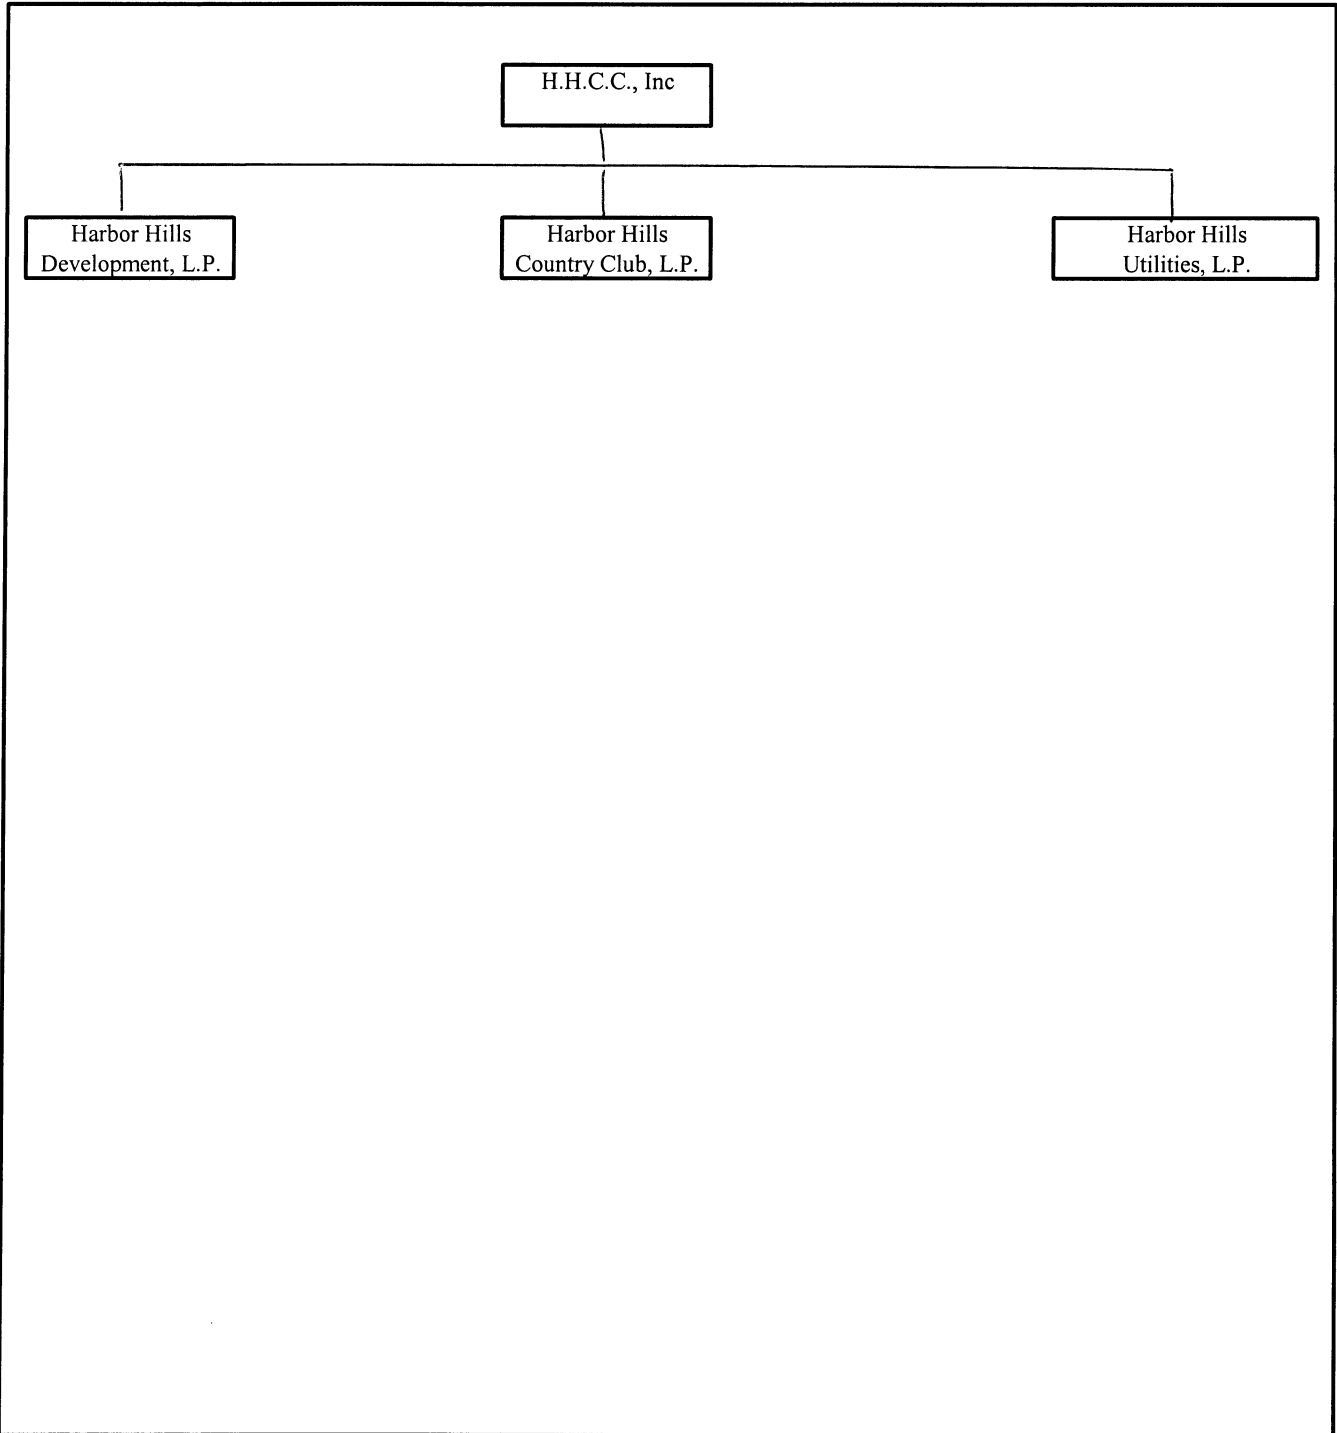 H.H.C.C., Inc
Harbor Hills
Development, L.P.
Harbor Hills
Country Club, L.P.
Harbor Hills
Utilities, L.P.